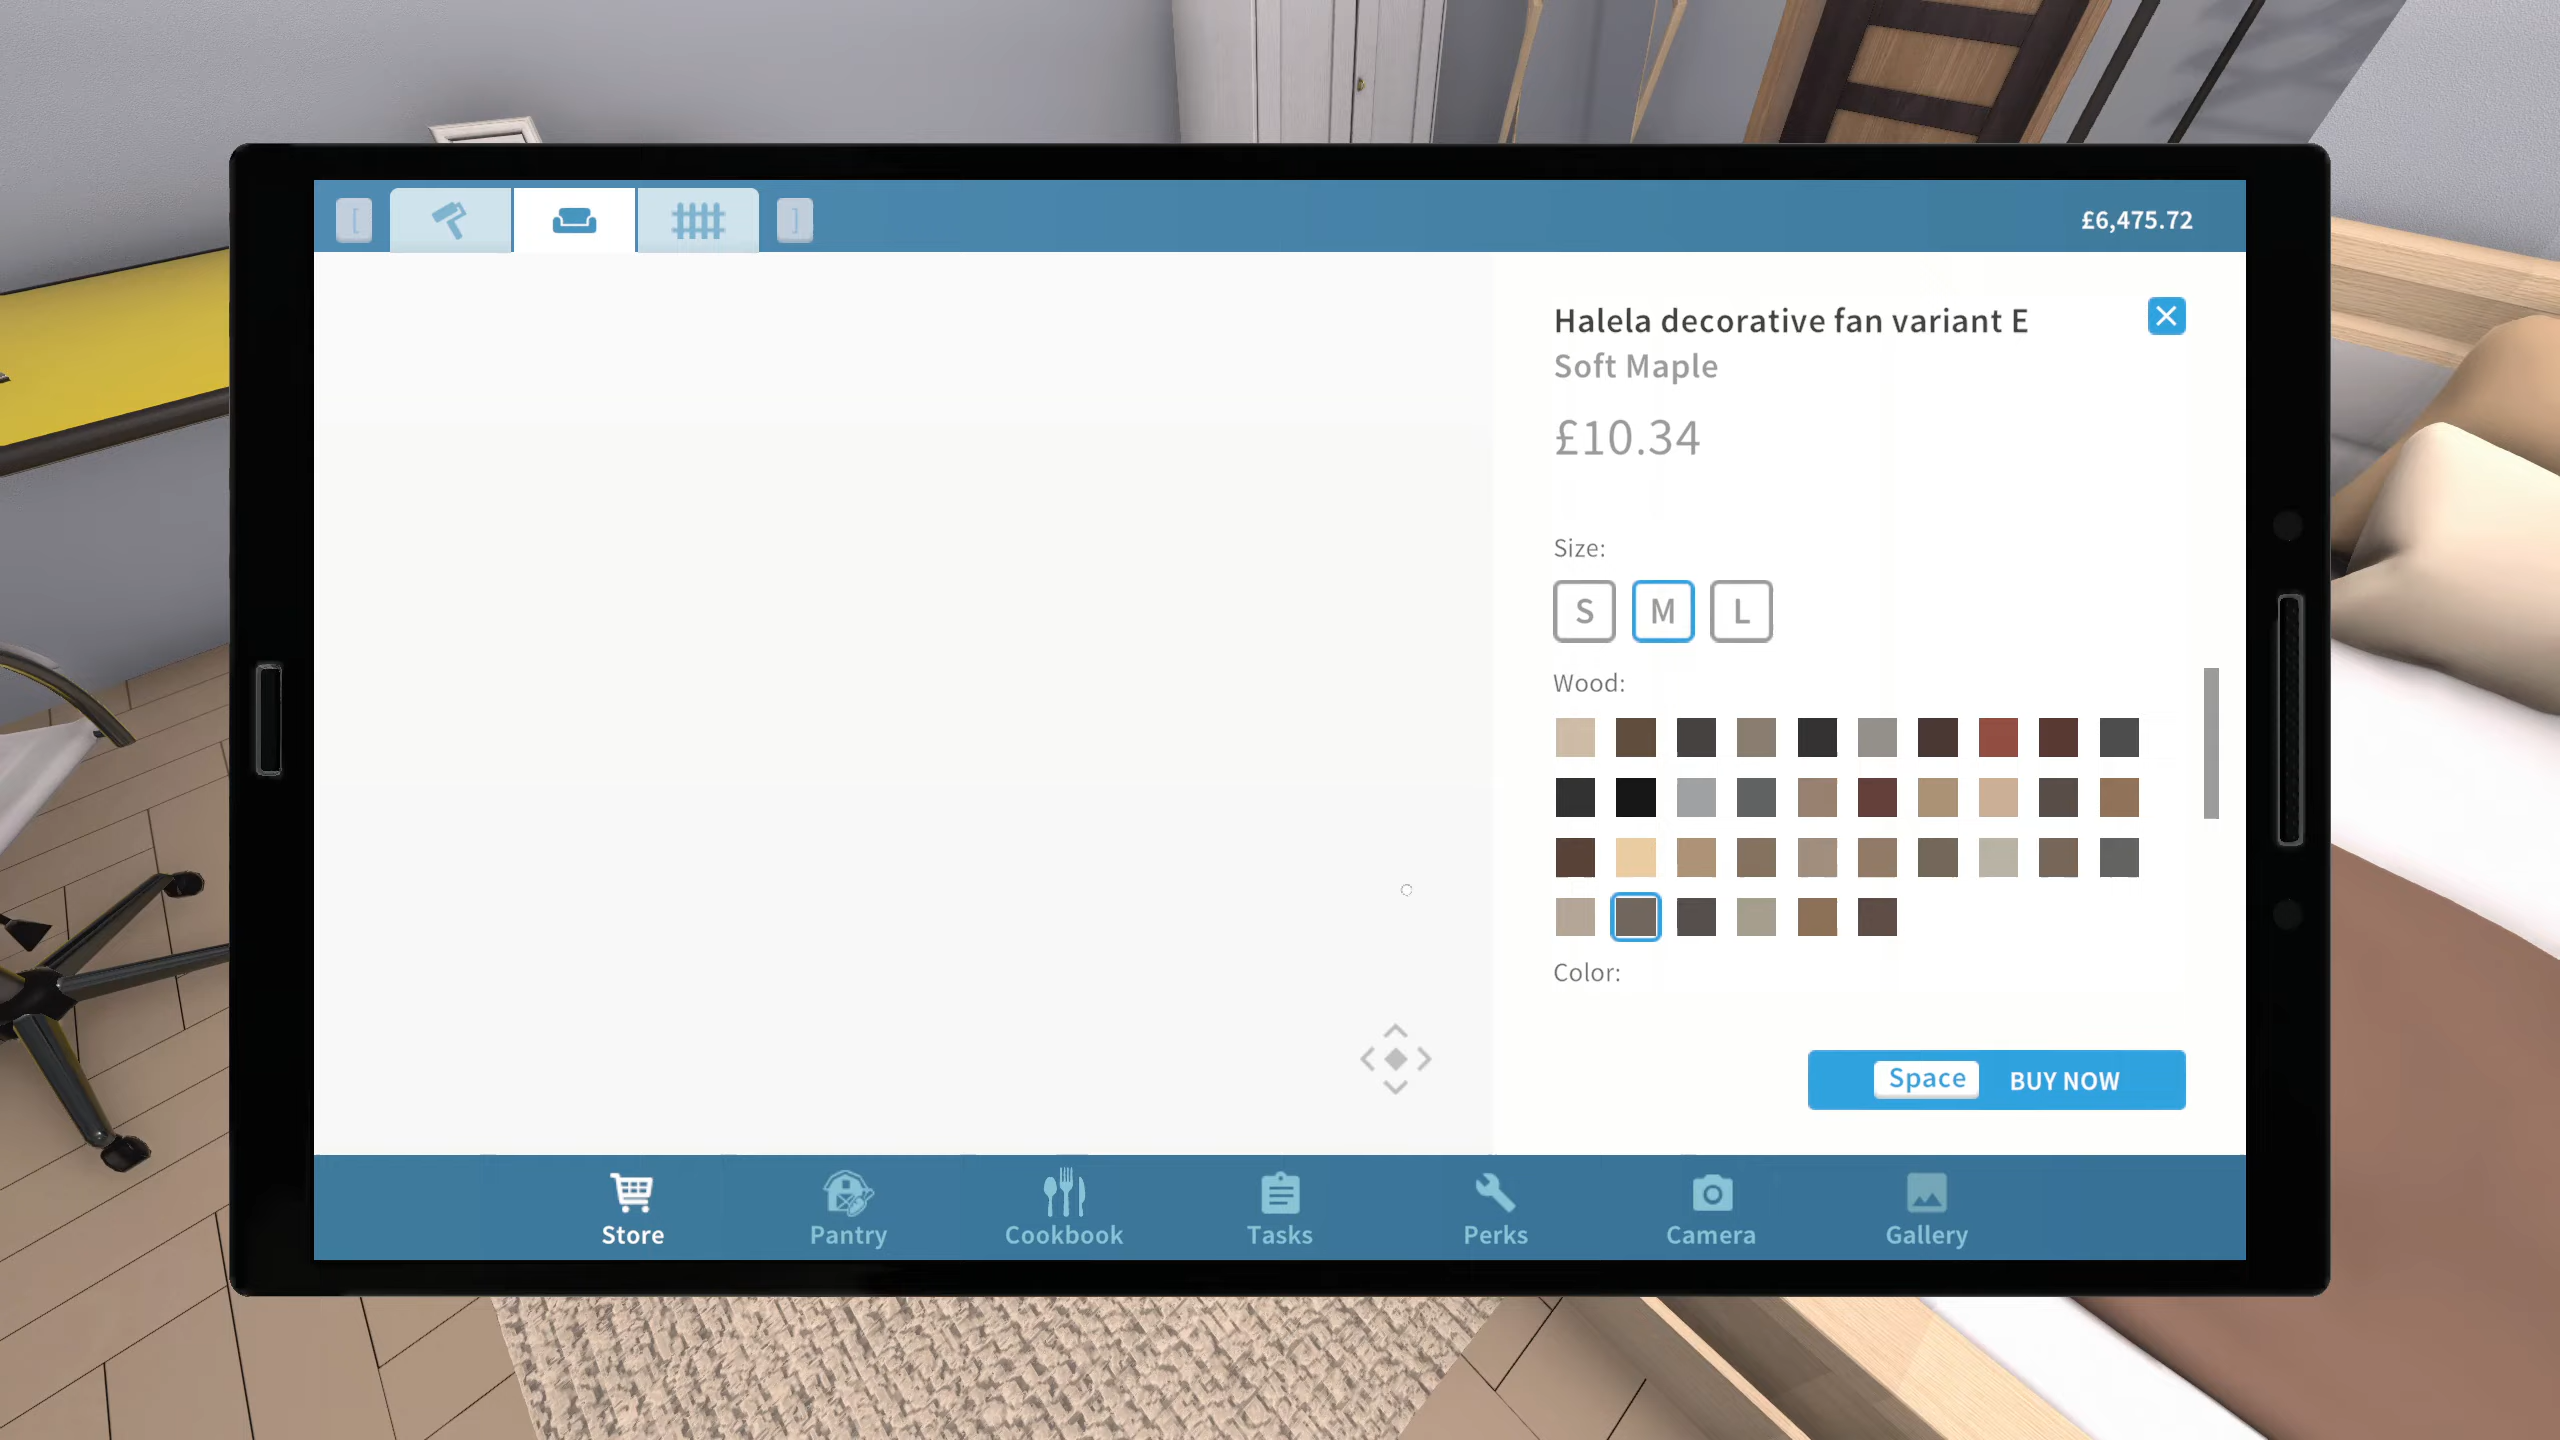 [
]
£6,475.72
Halela decorative fan variant E
Soft Maple
£10.34
Size:
S M L
Wood:
Color:
Space BUY NOW
Store Pantry Cookbook Tasks Perks Camera Gallery